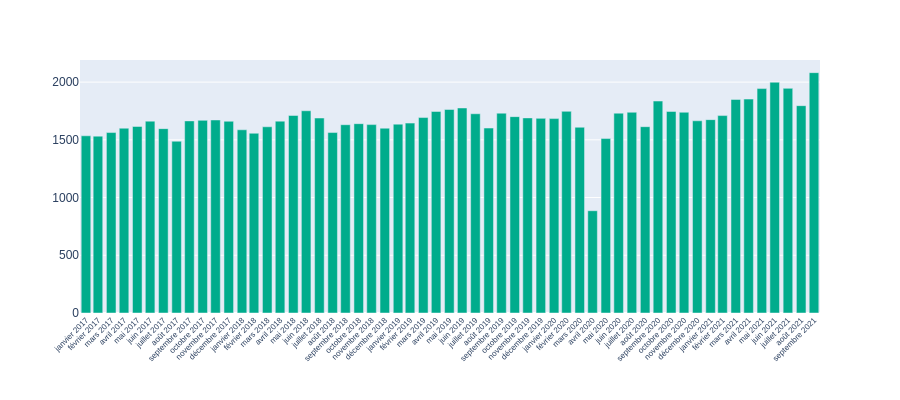 2000
1500
1000
500
0
janvier 2017
février 2017
mars 2017
avril 2017
mai 2017
juin 2017
juillet 2017
août 2017
septembre 2017
octobre 2017
novembre 2017
décembre 2017
janvier 2018
février 2018
mars 2018
avril 2018
mai 2018
juin 2018
juillet 2018
août 2018
septembre 2018
octobre 2018
novembre 2018
décembre 2018
janvier 2019
février 2019
mars 2019
avril 2019
mai 2019
juin 2019
juillet 2019
août 2019
septembre 2019
octobre 2019
novembre 2019
décembre 2019
janvier 2020
février 2020
mars 2020
avril 2020
mai 2020
juin 2020
juillet 2020
août 2020
septembre 2020
octobre 2020
novembre 2020
décembre 2020
janvier 2021
février 2021
mars 2021
avril 2021
mai 2021
juin 2021
juillet 2021
août 2021
septembre 2021